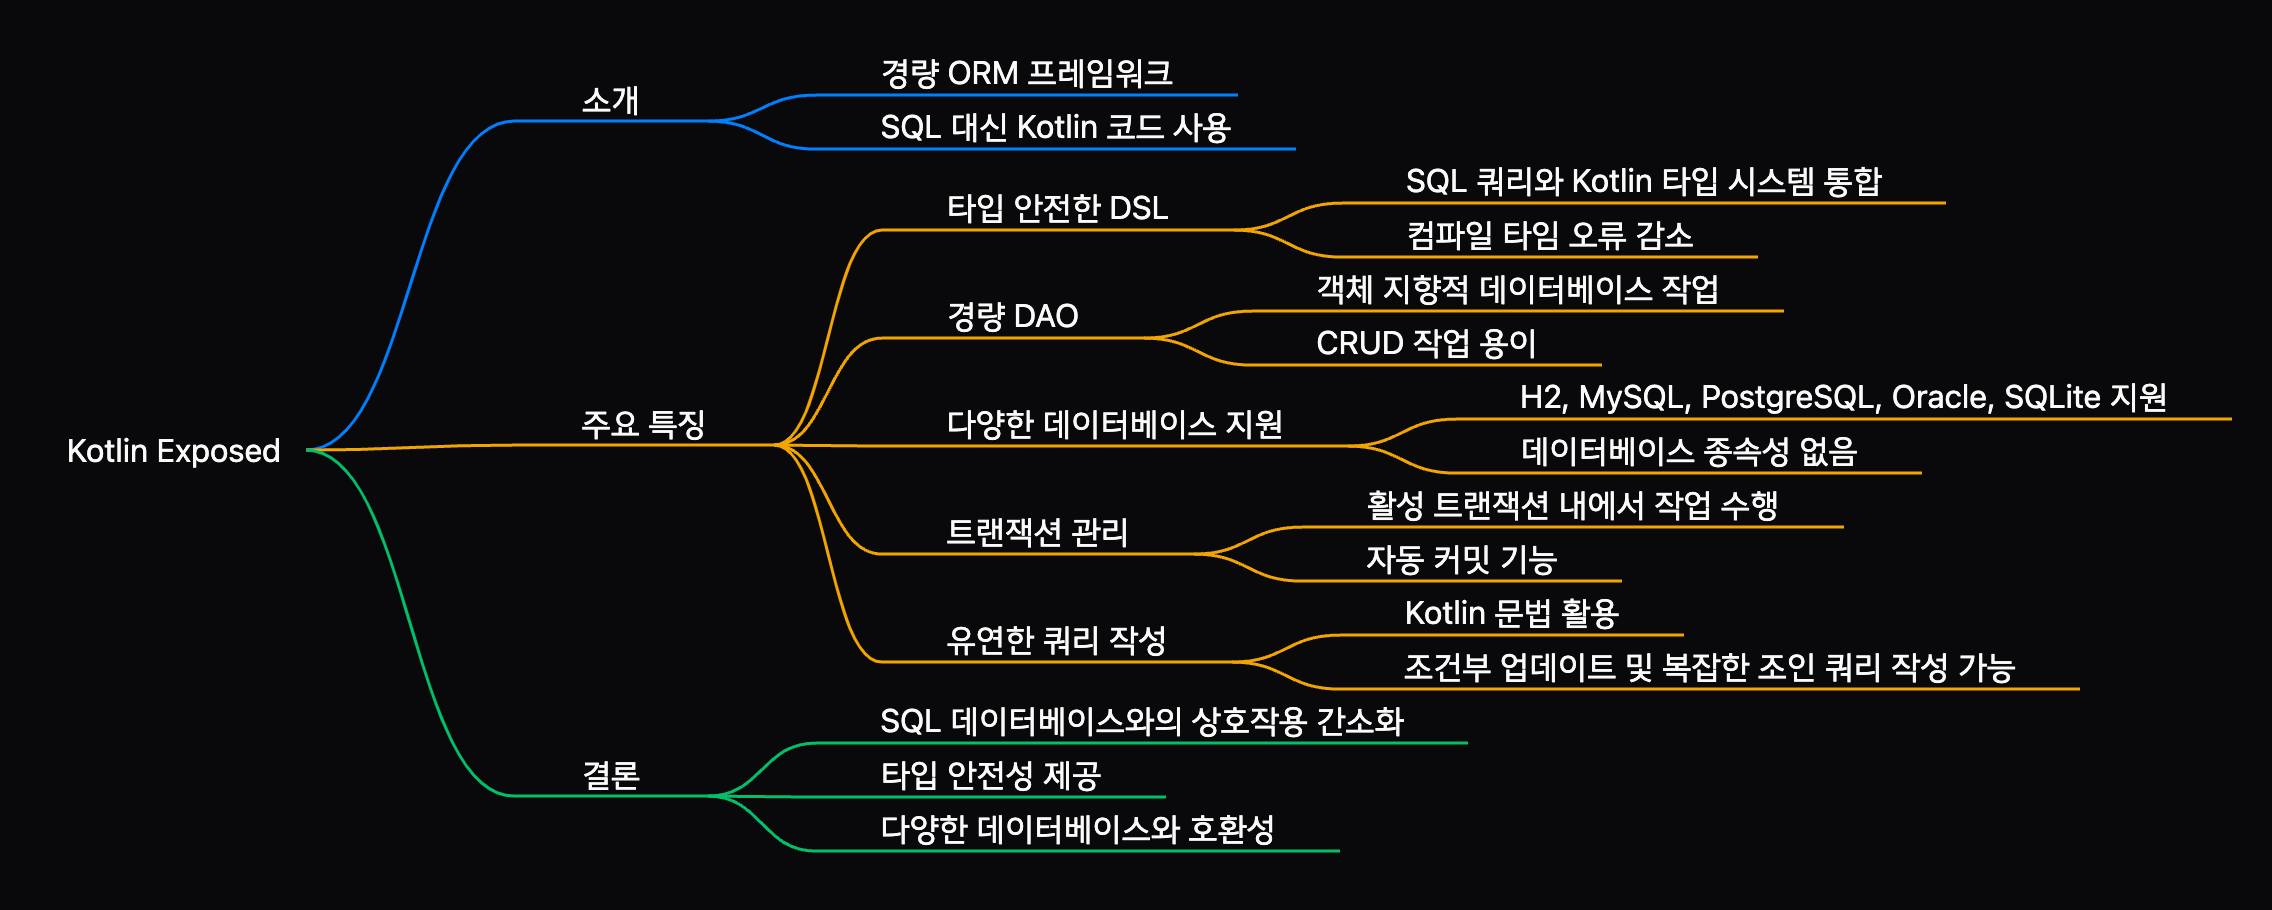 Kotlin Exposed
소개
경량 ORM 프레임워크
SQL 대신 Kotlin 코드 사용
주요 특징
타입 안전한 DSL
SQL 쿼리와 Kotlin 타입 시스템 통합
컴파일 타임 오류 감소
경량 DAO
객체 지향적 데이터베이스 작업
CRUD 작업 용이
다양한 데이터베이스 지원
H2, MySQL, PostgreSQL, Oracle, SQLite 지원
데이터베이스 종속성 없음
트랜잭션 관리
활성 트랜잭션 내에서 작업 수행
자동 커밋 기능
유연한 쿼리 작성
Kotlin 문법 활용
조건부 업데이트 및 복잡한 조인 쿼리 작성 가능
결론
SQL 데이터베이스와의 상호작용 간소화
타입 안전성 제공
다양한 데이터베이스와 호환성